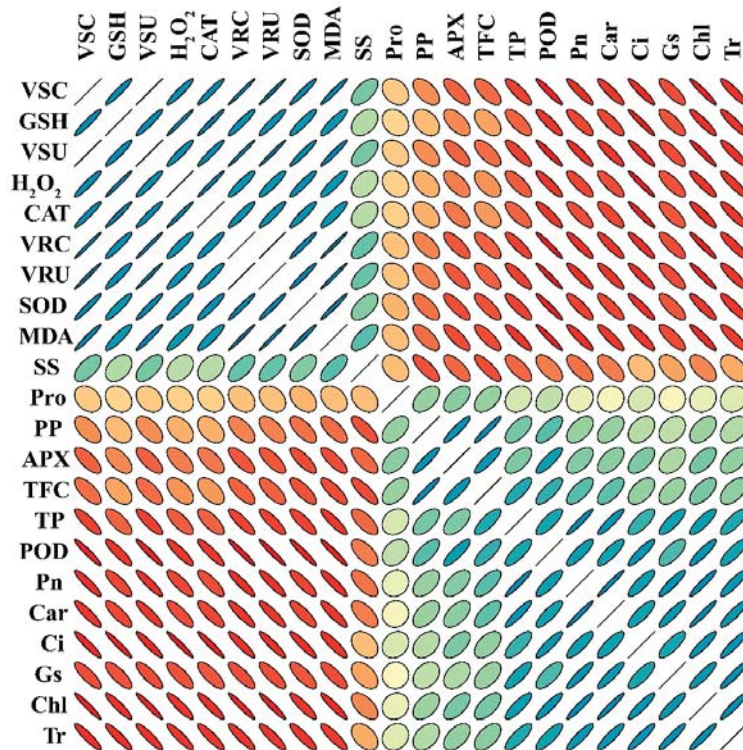 VSC GSH VSU H₂O₂ CAT VRC VRU SOD MDA SS Pro PP APX TFC TP POD Pn Car Ci Gs Chl Tr
VSC
GSH
VSU
H₂O₂
CAT
VRC
VRU
SOD
MDA
SS
Pro
PP
APX
TFC
TP
POD
Pn
Car
Ci
Gs
Chl
Tr